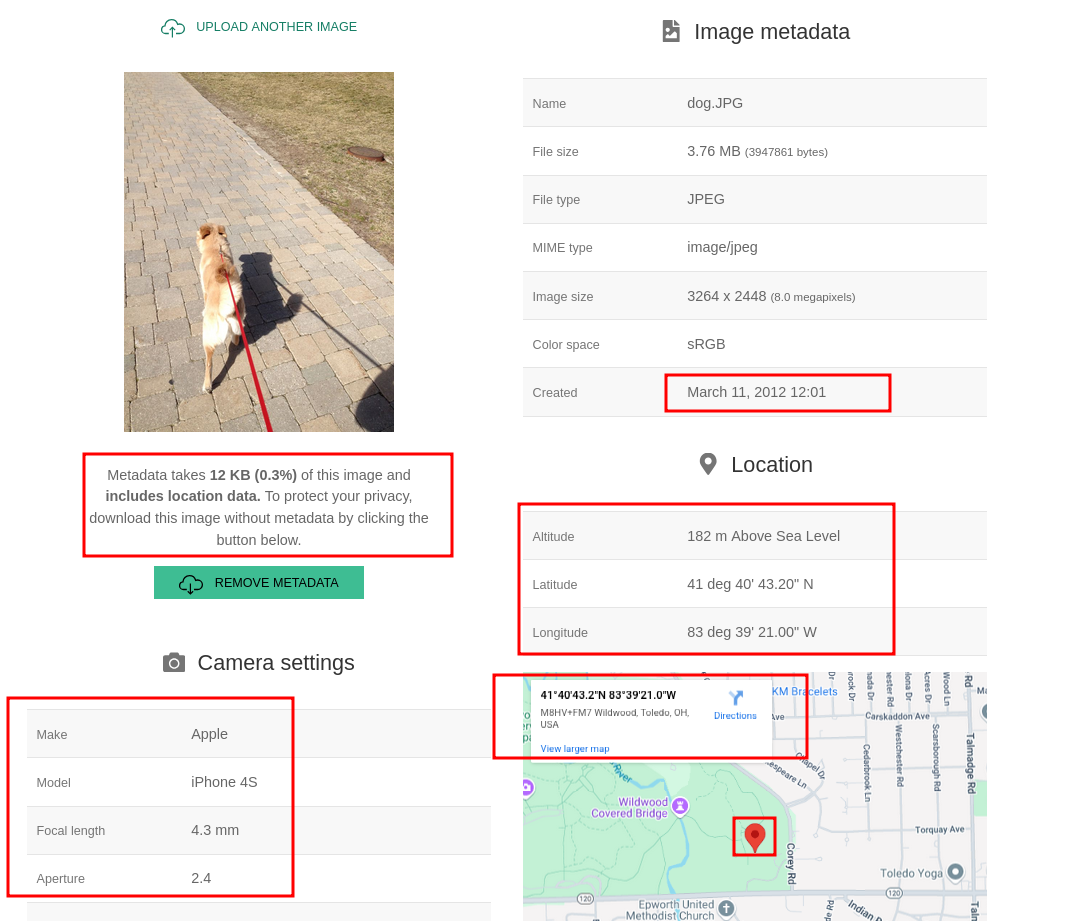 UPLOAD ANOTHER IMAGE
Metadata takes 12 KB (0.3%) of this image and
includes location data. To protect your privacy,
download this image without metadata by clicking the
button below.
REMOVE METADATA
Camera settings
Make Apple
Model iPhone 4S
Focal length 4.3 mm
Aperture 2.4
Image metadata
Name dog.JPG
File size 3.76 MB (3947861 bytes)
File type JPEG
MIME type image/jpeg
Image size 3264 x 2448 (8.0 megapixels)
Color space sRGB
Created March 11, 2012 12:01
Location
Altitude 182 m Above Sea Level
Latitude 41 deg 40' 43.20" N
Longitude 83 deg 39' 21.00" W
41°40'43.2"N 83°39'21.0"W
M8HV+FM7 Wildwood, Toledo, OH,
USA
Directions
View larger map
KM Bracelets
Carskaddon Ave
Ave
River
Chapel Dr
Cedarbrook Ln
Westchester Rd
Scarsborough Rd
Talmadge Rd
Wildwood
Covered Bridge
Corey Rd
Torquay Ave
Toledo Yoga
120
120
Epworth United
Methodist Church
Indian